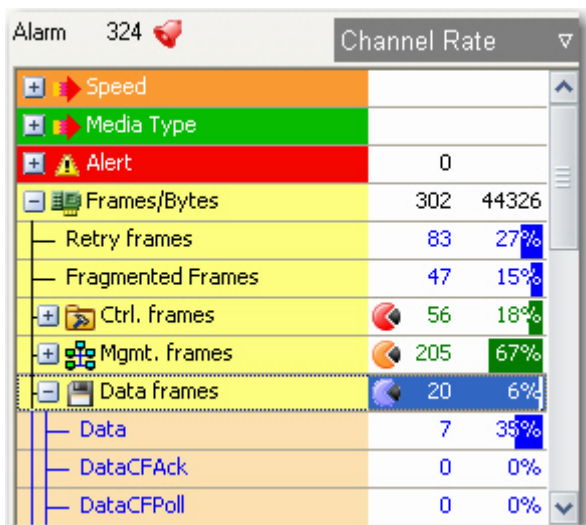 Alarm 324 Channel Rate
Speed
Media Type
Alert 0
Frames/Bytes 302 44326
Retry frames 83 27%
Fragmented Frames 47 15%
Ctrl. frames 56 18%
Mgmt. frames 205 67%
Data frames 20 6%
Data 7 35%
DataCFAck 0 0%
DataCFPoll 0 0%